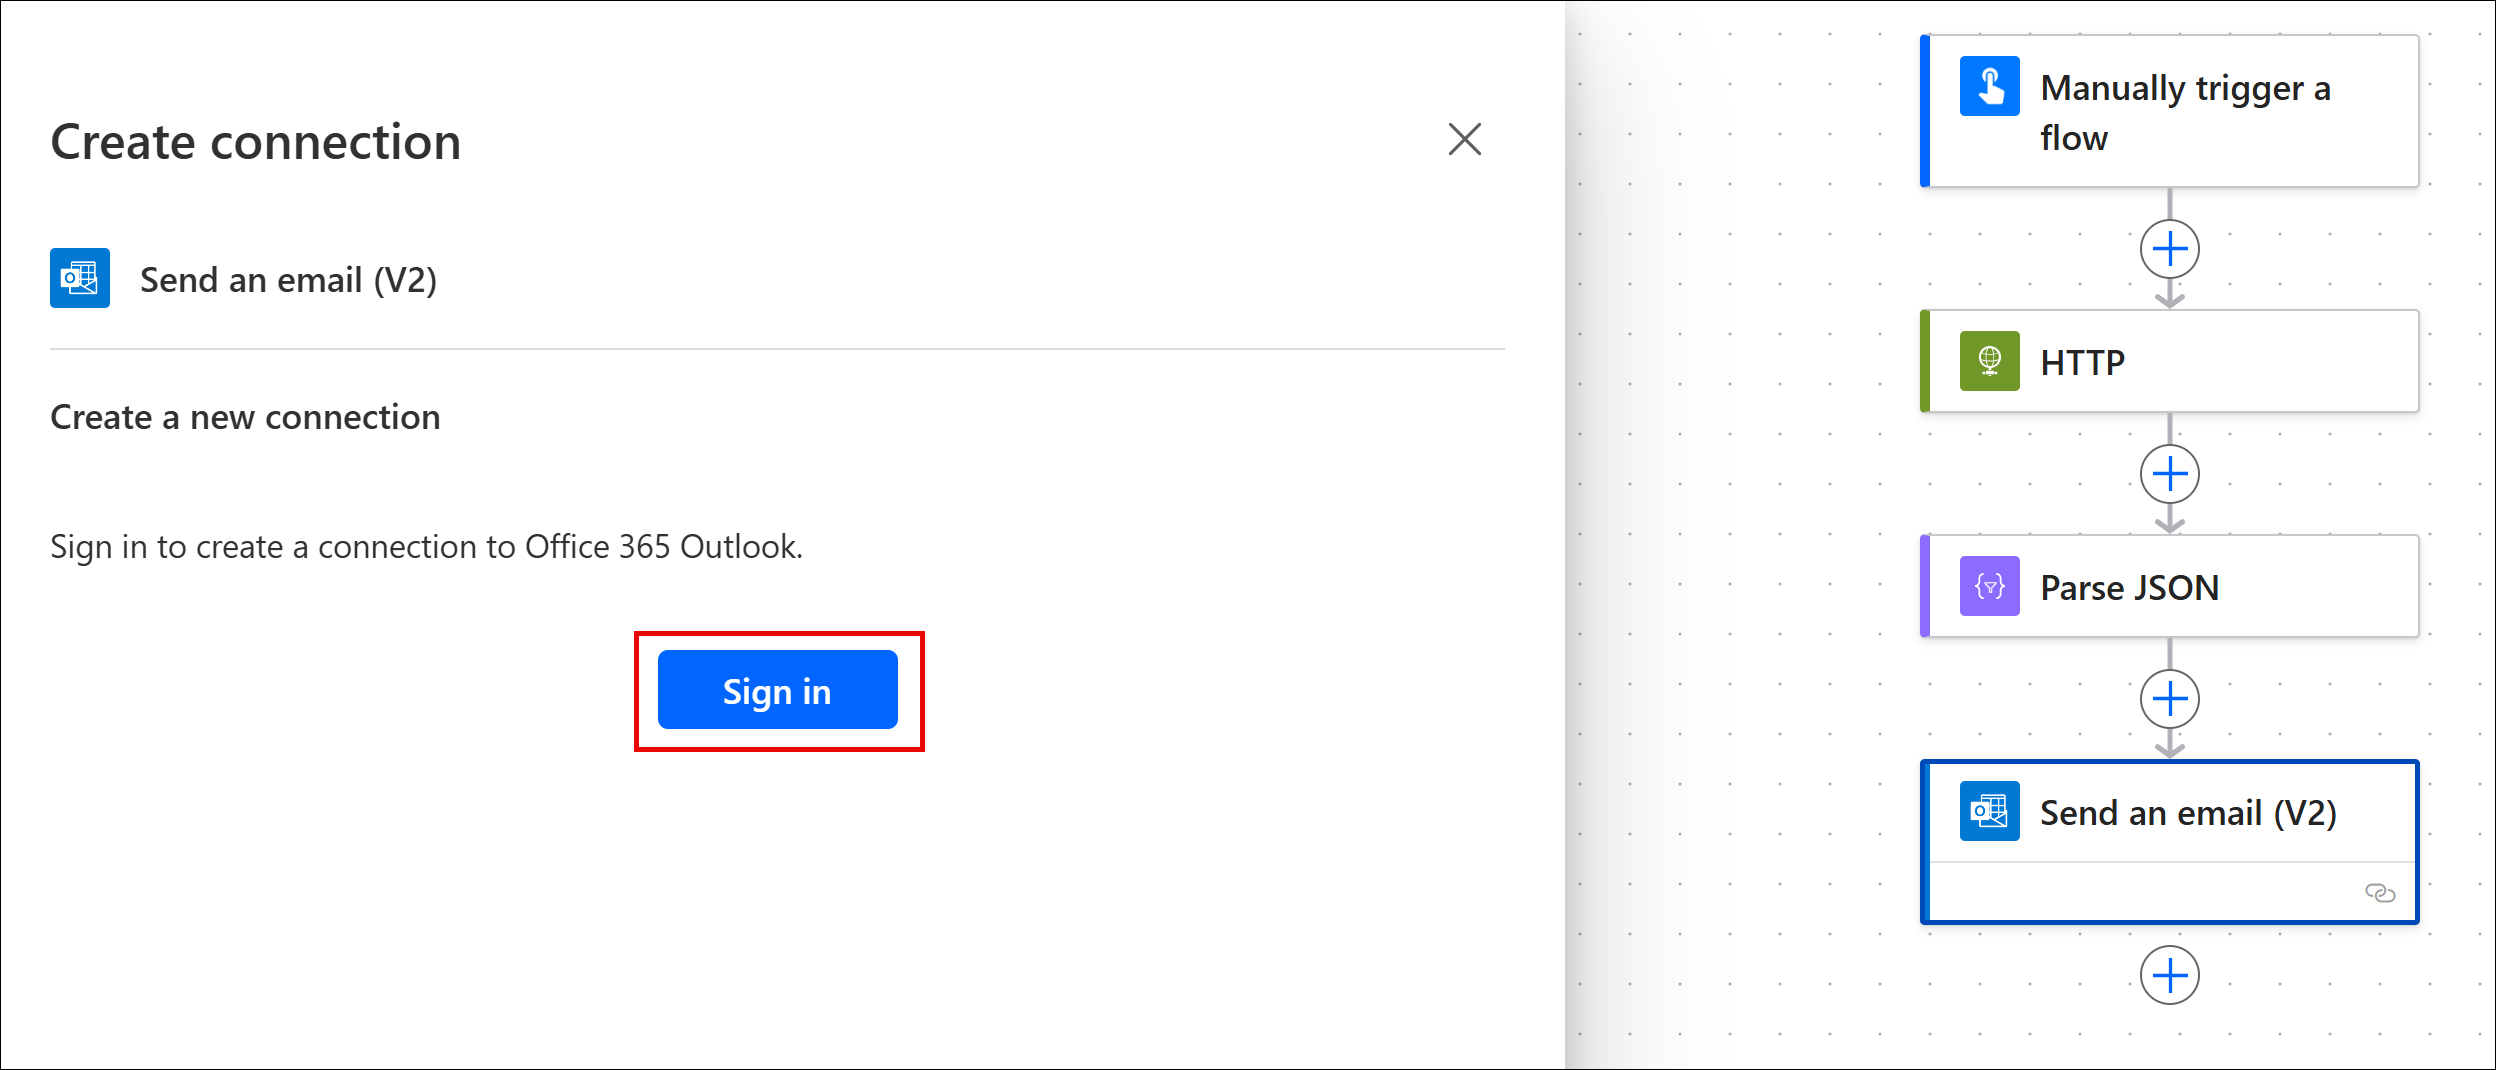 Create connection
Send an email (V2)
Create a new connection
Sign in to create a connection to Office 365 Outlook.
Sign in
Manually trigger a
flow
HTTP
Parse JSON
Send an email (V2)